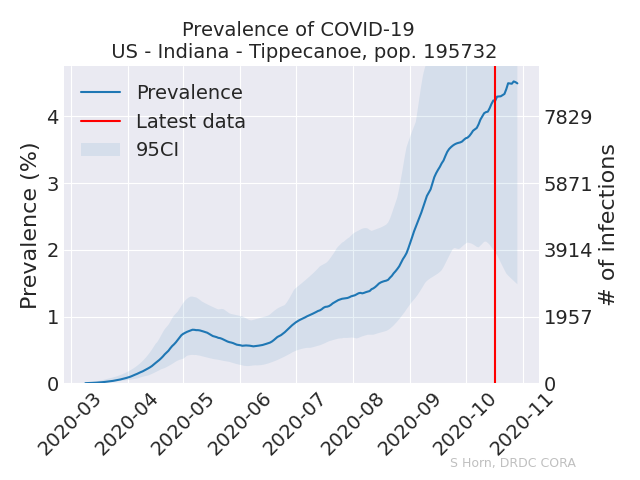 Prevalence of COVID-19
US - Indiana - Tippecanoe, pop. 195732
Prevalence
Latest data
95CI
Prevalence (%)
4
3
2
1
0
7829
5871
3914
1957
0
# of infections
2020-03
2020-04
2020-05
2020-06
2020-07
2020-08
2020-09
2020-10
2020-11
S Horn, DRDC CORA